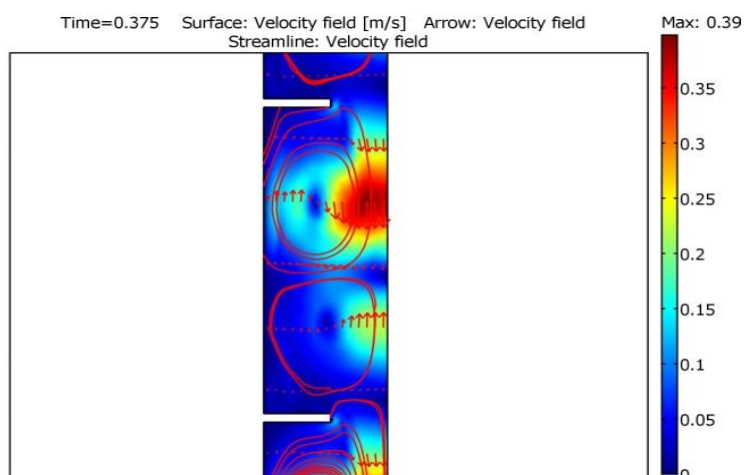 Time=0.375 Surface: Velocity field [m/s] Arrow: Velocity field
Streamline: Velocity field
Max: 0.39
0.35
0.3
0.25
0.2
0.15
0.1
0.05
0